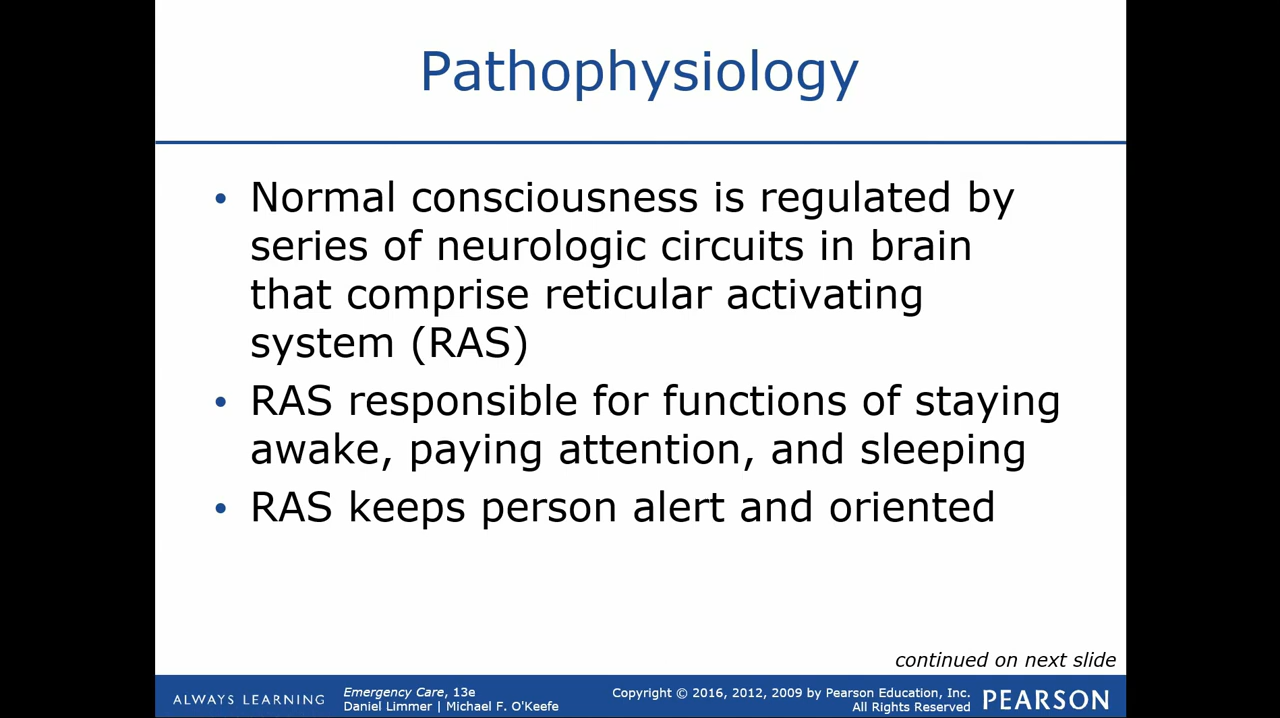 Pathophysiology
• Normal consciousness is regulated by
series of neurologic circuits in brain
that comprise reticular activating
system (RAS)
• RAS responsible for functions of staying
awake, paying attention, and sleeping
• RAS keeps person alert and oriented
continued on next slide
ALWAYS LEARNING
Emergency Care, 13e
Daniel Limmer | Michael F. O'Keefe
Copyright © 2016, 2012, 2009 by Pearson Education, Inc.
All Rights Reserved
PEARSON